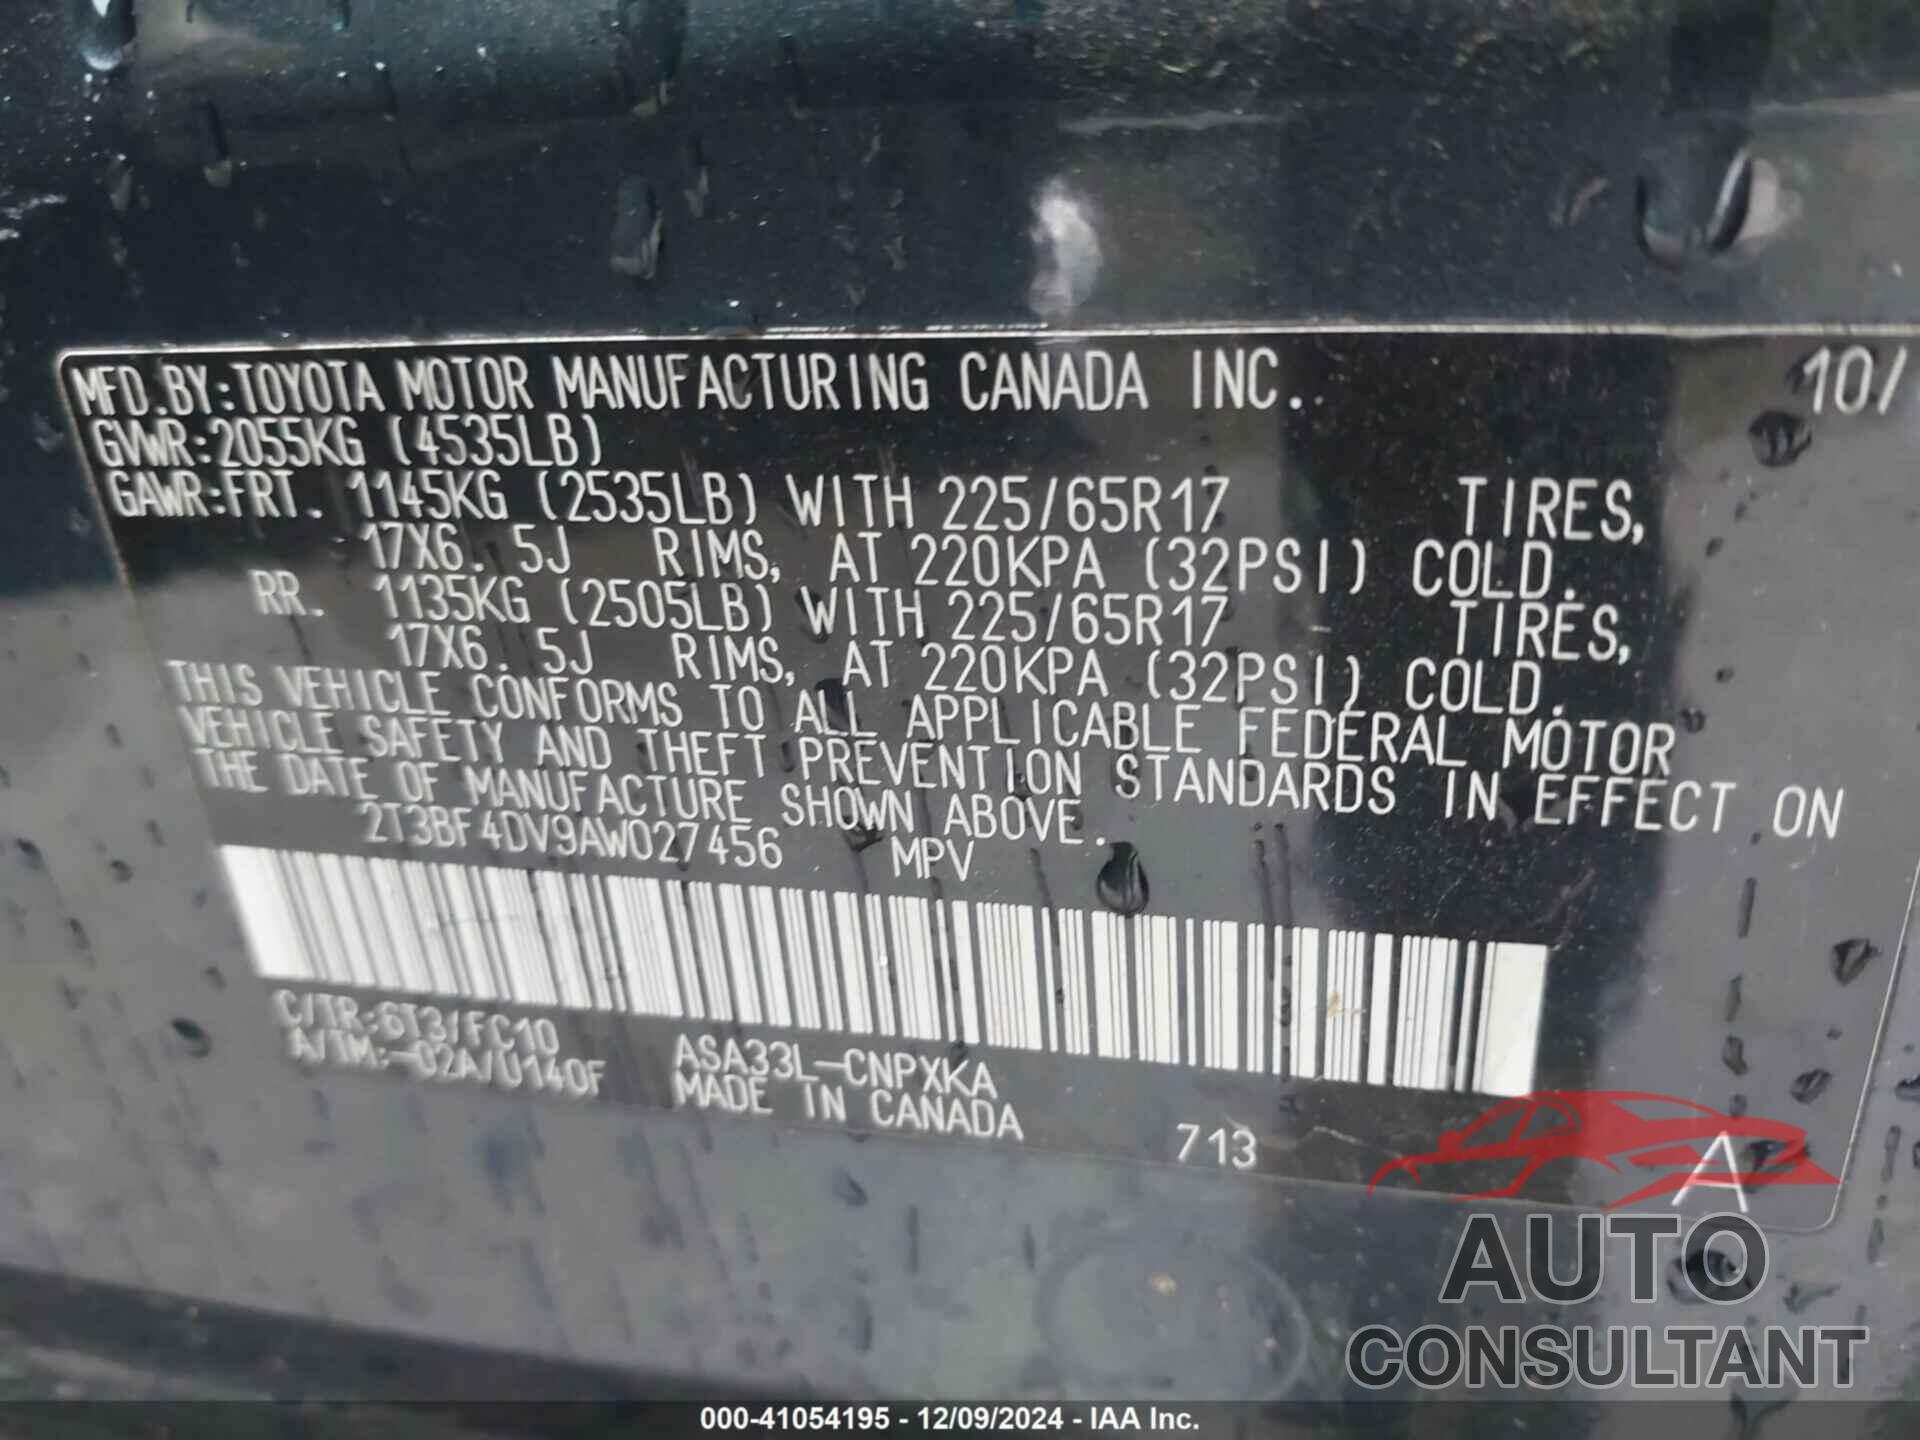 MFD.BY:TOYOTA MOTOR MANUFACTURING CANADA INC. 10/
GVWR:2055KG (4535LB)
GAWR:FRT. 1145KG (2535LB) WITH 225/65R17 TIRES,
17X6.5J RIMS, AT 220KPA (32PSI) COLD.
RR. 1135KG (2505LB) WITH 225/65R17 TIRES,
17X6.5J RIMS, AT 220KPA (32PSI) COLD.
THIS VEHICLE CONFORMS TO ALL APPLICABLE FEDERAL MOTOR
VEHICLE SAFETY AND THEFT PREVENTION STANDARDS IN EFFECT ON
THE DATE OF MANUFACTURE SHOWN ABOVE.
2T3BF4DV9AW027456 MPV
C/TR:6T3/FC10 ASA33L-CNPXKA
A/TM:-02A/U140F MADE IN CANADA
713
A
AUTO
CONSULTANT
000-41054195 - 12/09/2024 - IAA Inc.